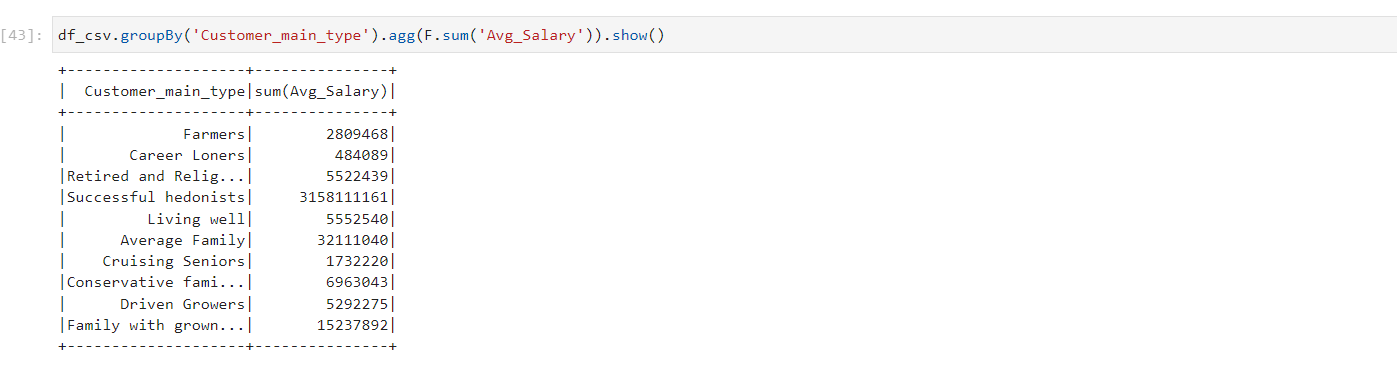 [43]: df_csv.groupBy('Customer_main_type').agg(F.sum('Avg_Salary')).show()
+--------------------+---------------+
|  Customer_main_type|sum(Avg_Salary)|
+--------------------+---------------+
|             Farmers|        2809468|
|       Career Loners|         484089|
|Retired and Relig...|        5522439|
|Successful hedonists|     3158111161|
|         Living well|        5552540|
|      Average Family|       32111040|
|    Cruising Seniors|        1732220|
|Conservative fami...|        6963043|
|      Driven Growers|        5292275|
|Family with grown...|       15237892|
+--------------------+---------------+